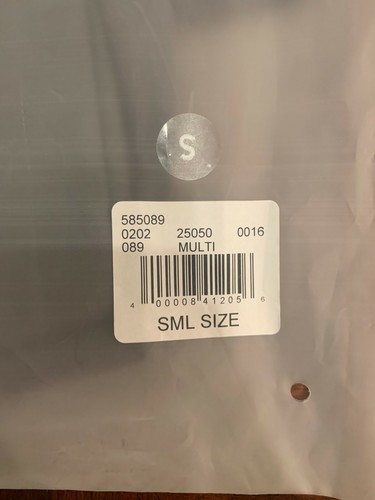 S
585089
0202 25050 0016
089 MULTI
4 00008 41205 6
SML SIZE